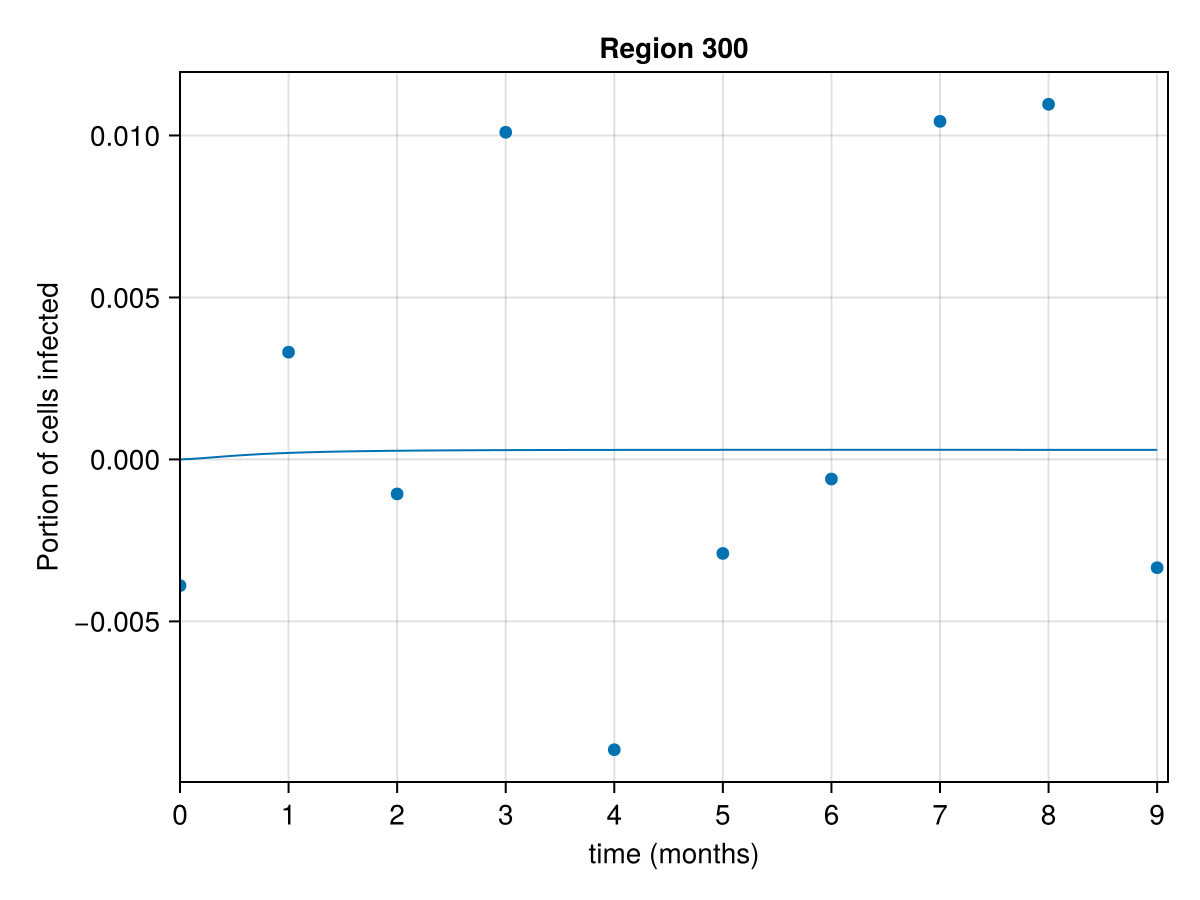 Region 300
Portion of cells infected
0.010
0.005
0.000
−0.005
0 1 2 3 4 5 6 7 8 9
time (months)